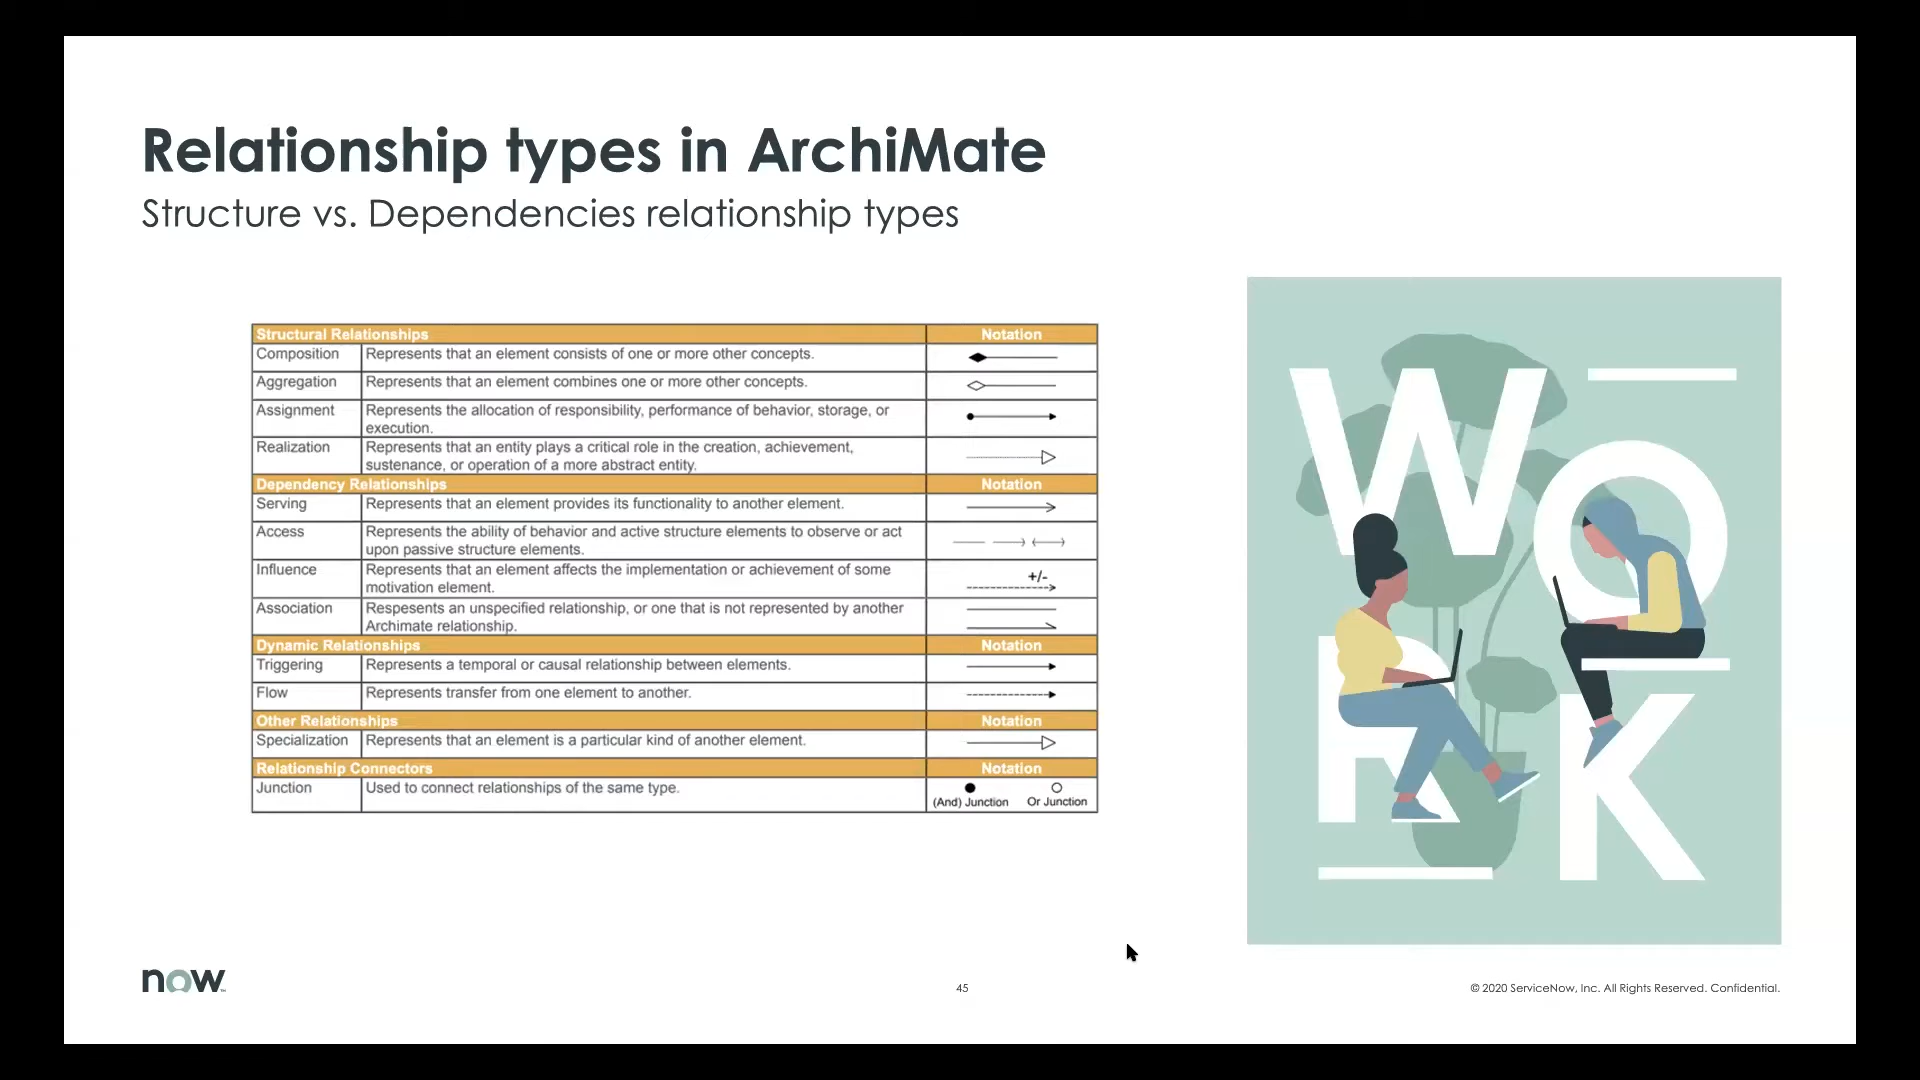 Relationship types in ArchiMate
Structure vs. Dependencies relationship types
Structural Relationships Notation
Composition Represents that an element consists of one or more other concepts.
Aggregation Represents that an element combines one or more other concepts.
Assignment Represents the allocation of responsibility, performance of behavior, storage, or
execution.
Realization Represents that an entity plays a critical role in the creation, achievement,
sustenance, or operation of a more abstract entity.
Dependency Relationships Notation
Serving Represents that an element provides its functionality to another element.
Access Represents the ability of behavior and active structure elements to observe or act
upon passive structure elements.
Influence Represents that an element affects the implementation or achievement of some
motivation element.
+/-
Association Respesents an unspecified relationship, or one that is not represented by another
Archimate relationship.
Dynamic Relationships Notation
Triggering Represents a temporal or causal relationship between elements.
Flow Represents transfer from one element to another.
Other Relationships Notation
Specialization Represents that an element is a particular kind of another element.
Relationship Connectors Notation
Junction Used to connect relationships of the same type.
(And) Junction Or Junction
WO
RK
now
45
© 2020 ServiceNow, Inc. All Rights Reserved. Confidential.